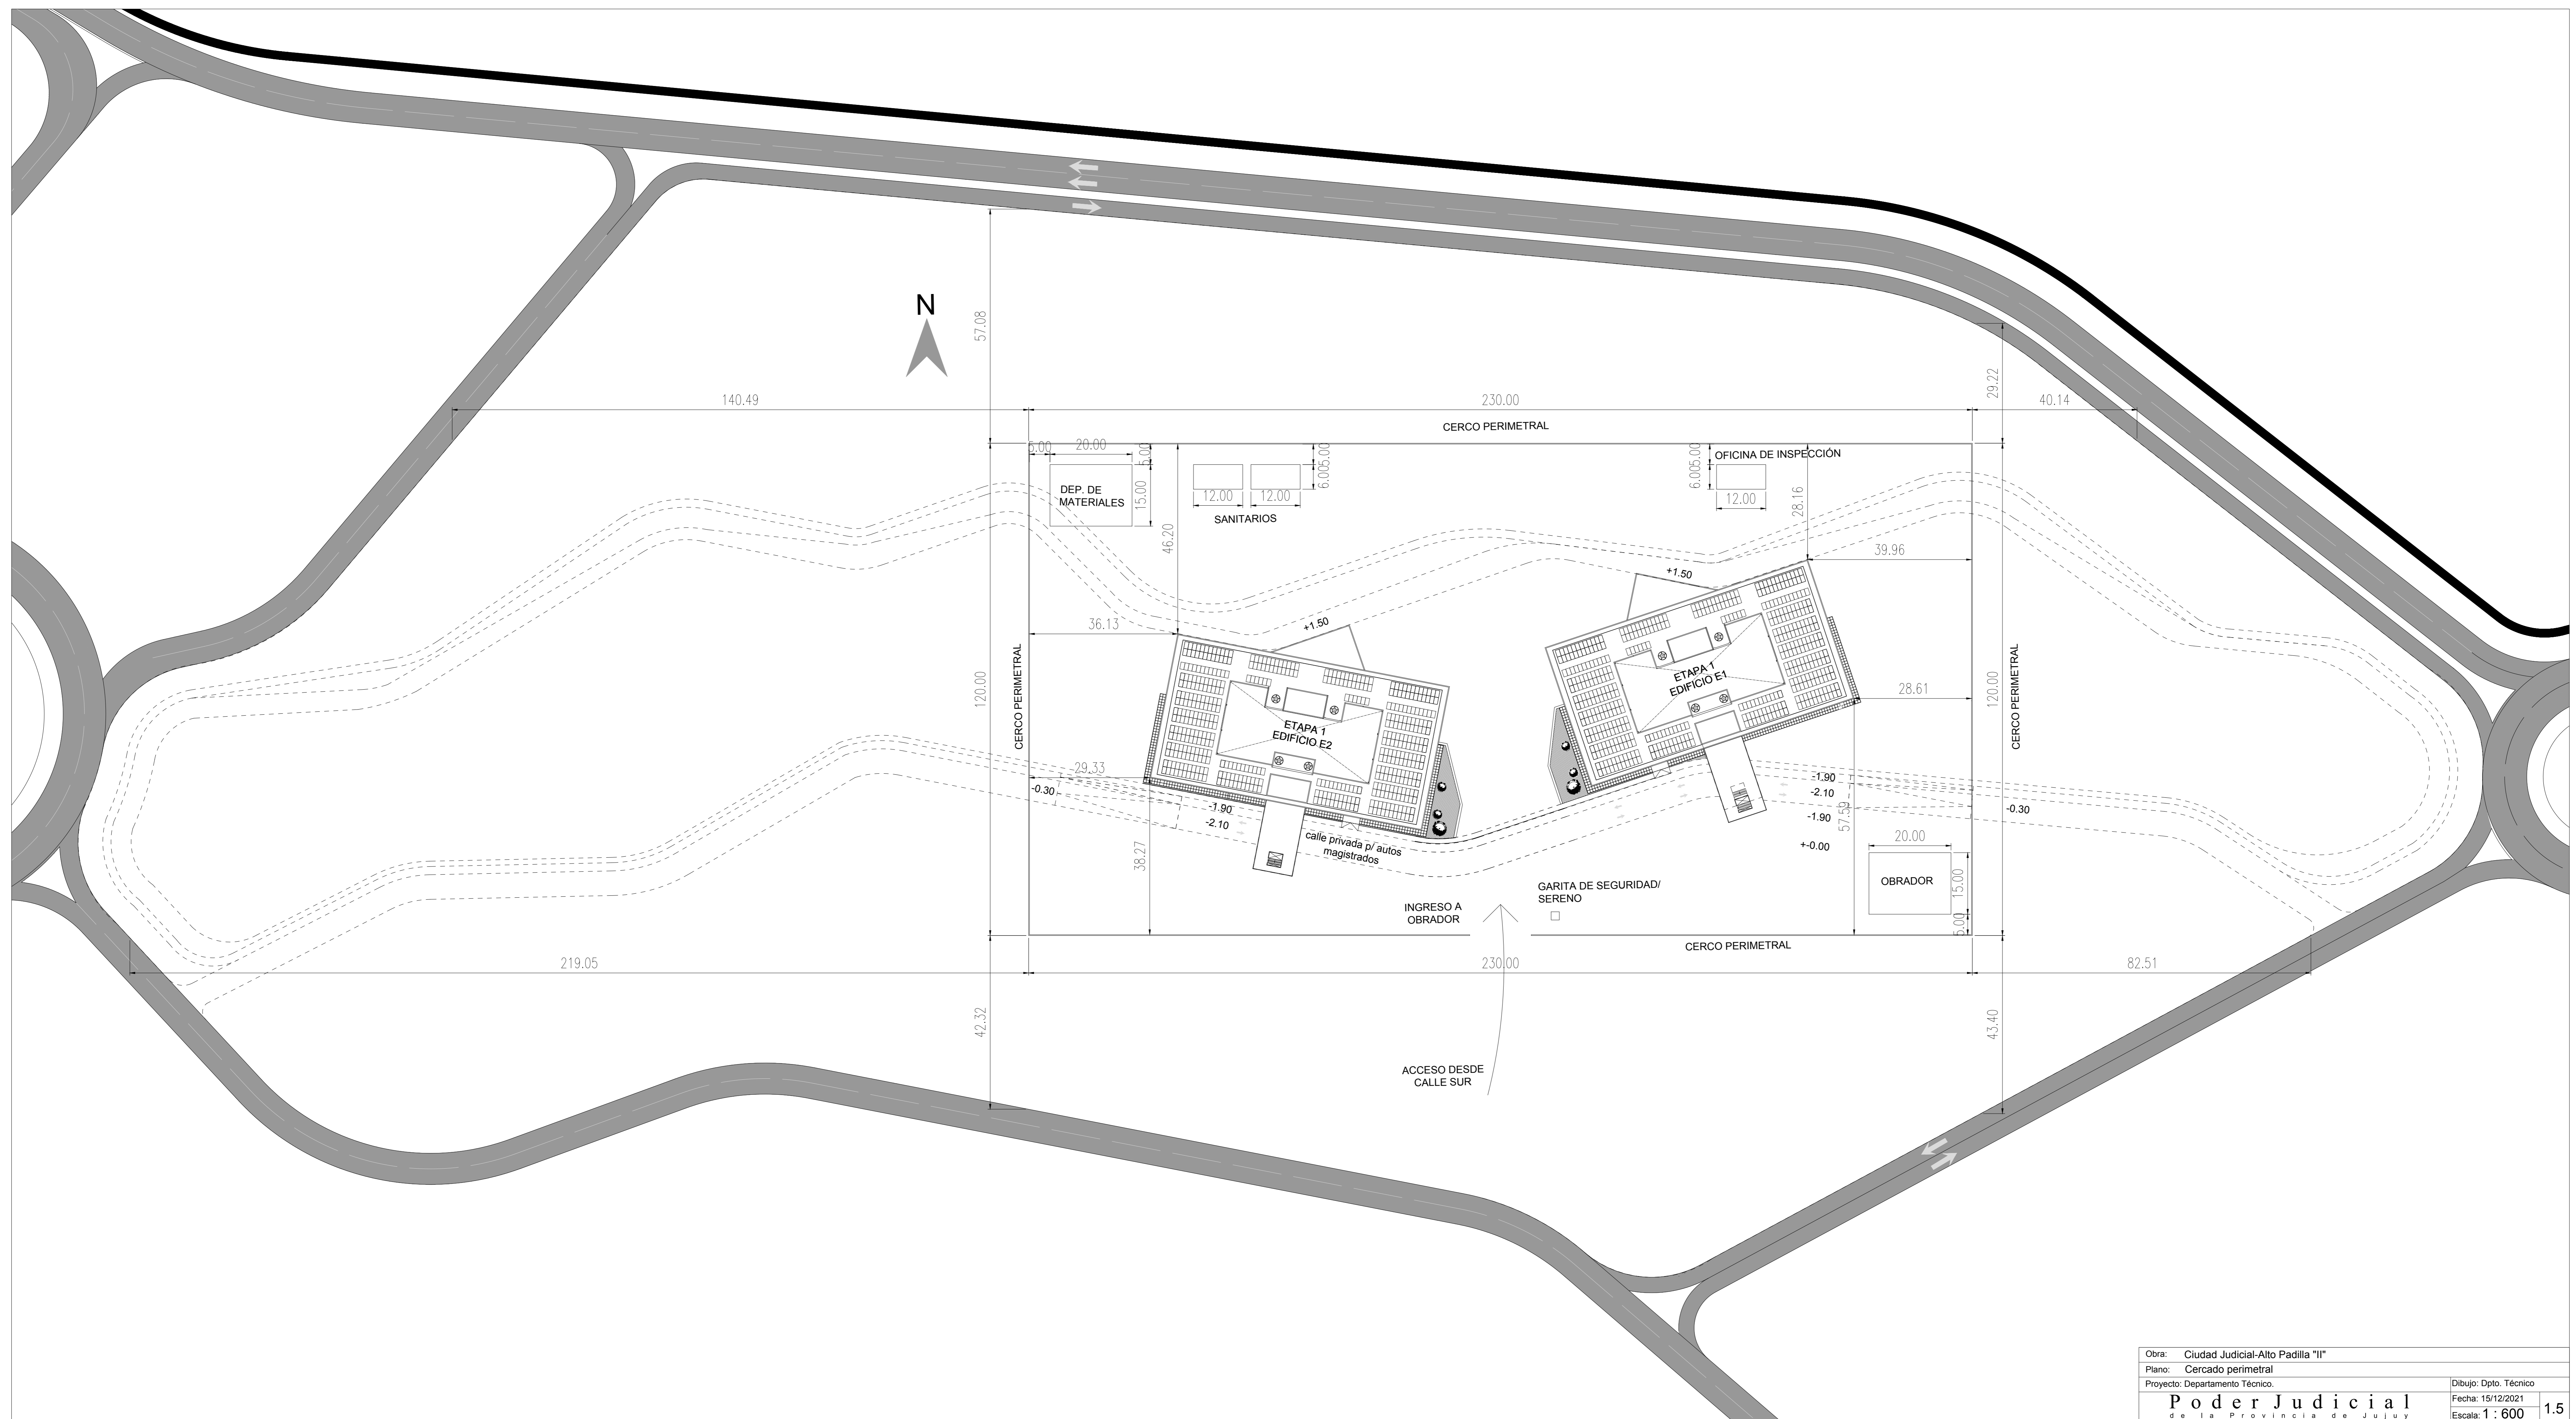 N
57.08
29.22
140.49
230.00
40.14
CERCO PERIMETRAL
5.00
20.00
5.00
6.00
5.00
6.00
5.00
OFICINA DE INSPECCIÓN
DEP. DE
MATERIALES
15.00
12.00
12.00
12.00
SANITARIOS
46.20
28.16
39.96
+1.50
+1.50
36.13
CERCO PERIMETRAL
120.00
ETAPA 1
EDIFICIO E2
ETAPA 1
EDIFICIO E1
28.61
120.00
CERCO PERIMETRAL
29.33
-0.30
-1.90
-2.10
calle privada p/ autos
magistrados
-1.90
-2.10
-1.90
57.59
-0.30
+-0.00
20.00
38.27
OBRADOR
15.00
5.00
GARITA DE SEGURIDAD/
SERENO
INGRESO A
OBRADOR
CERCO PERIMETRAL
219.05
230.00
82.51
42.32
43.40
ACCESO DESDE
CALLE SUR
Obra: Ciudad Judicial-Alto Padilla "II"
Plano: Cercado perimetral
Proyecto: Departamento Técnico.
Dibujo: Dpto. Técnico
Poder Judicial
de la Provincia de Jujuy
Fecha: 15/12/2021
Escala: 1 : 600
1.5